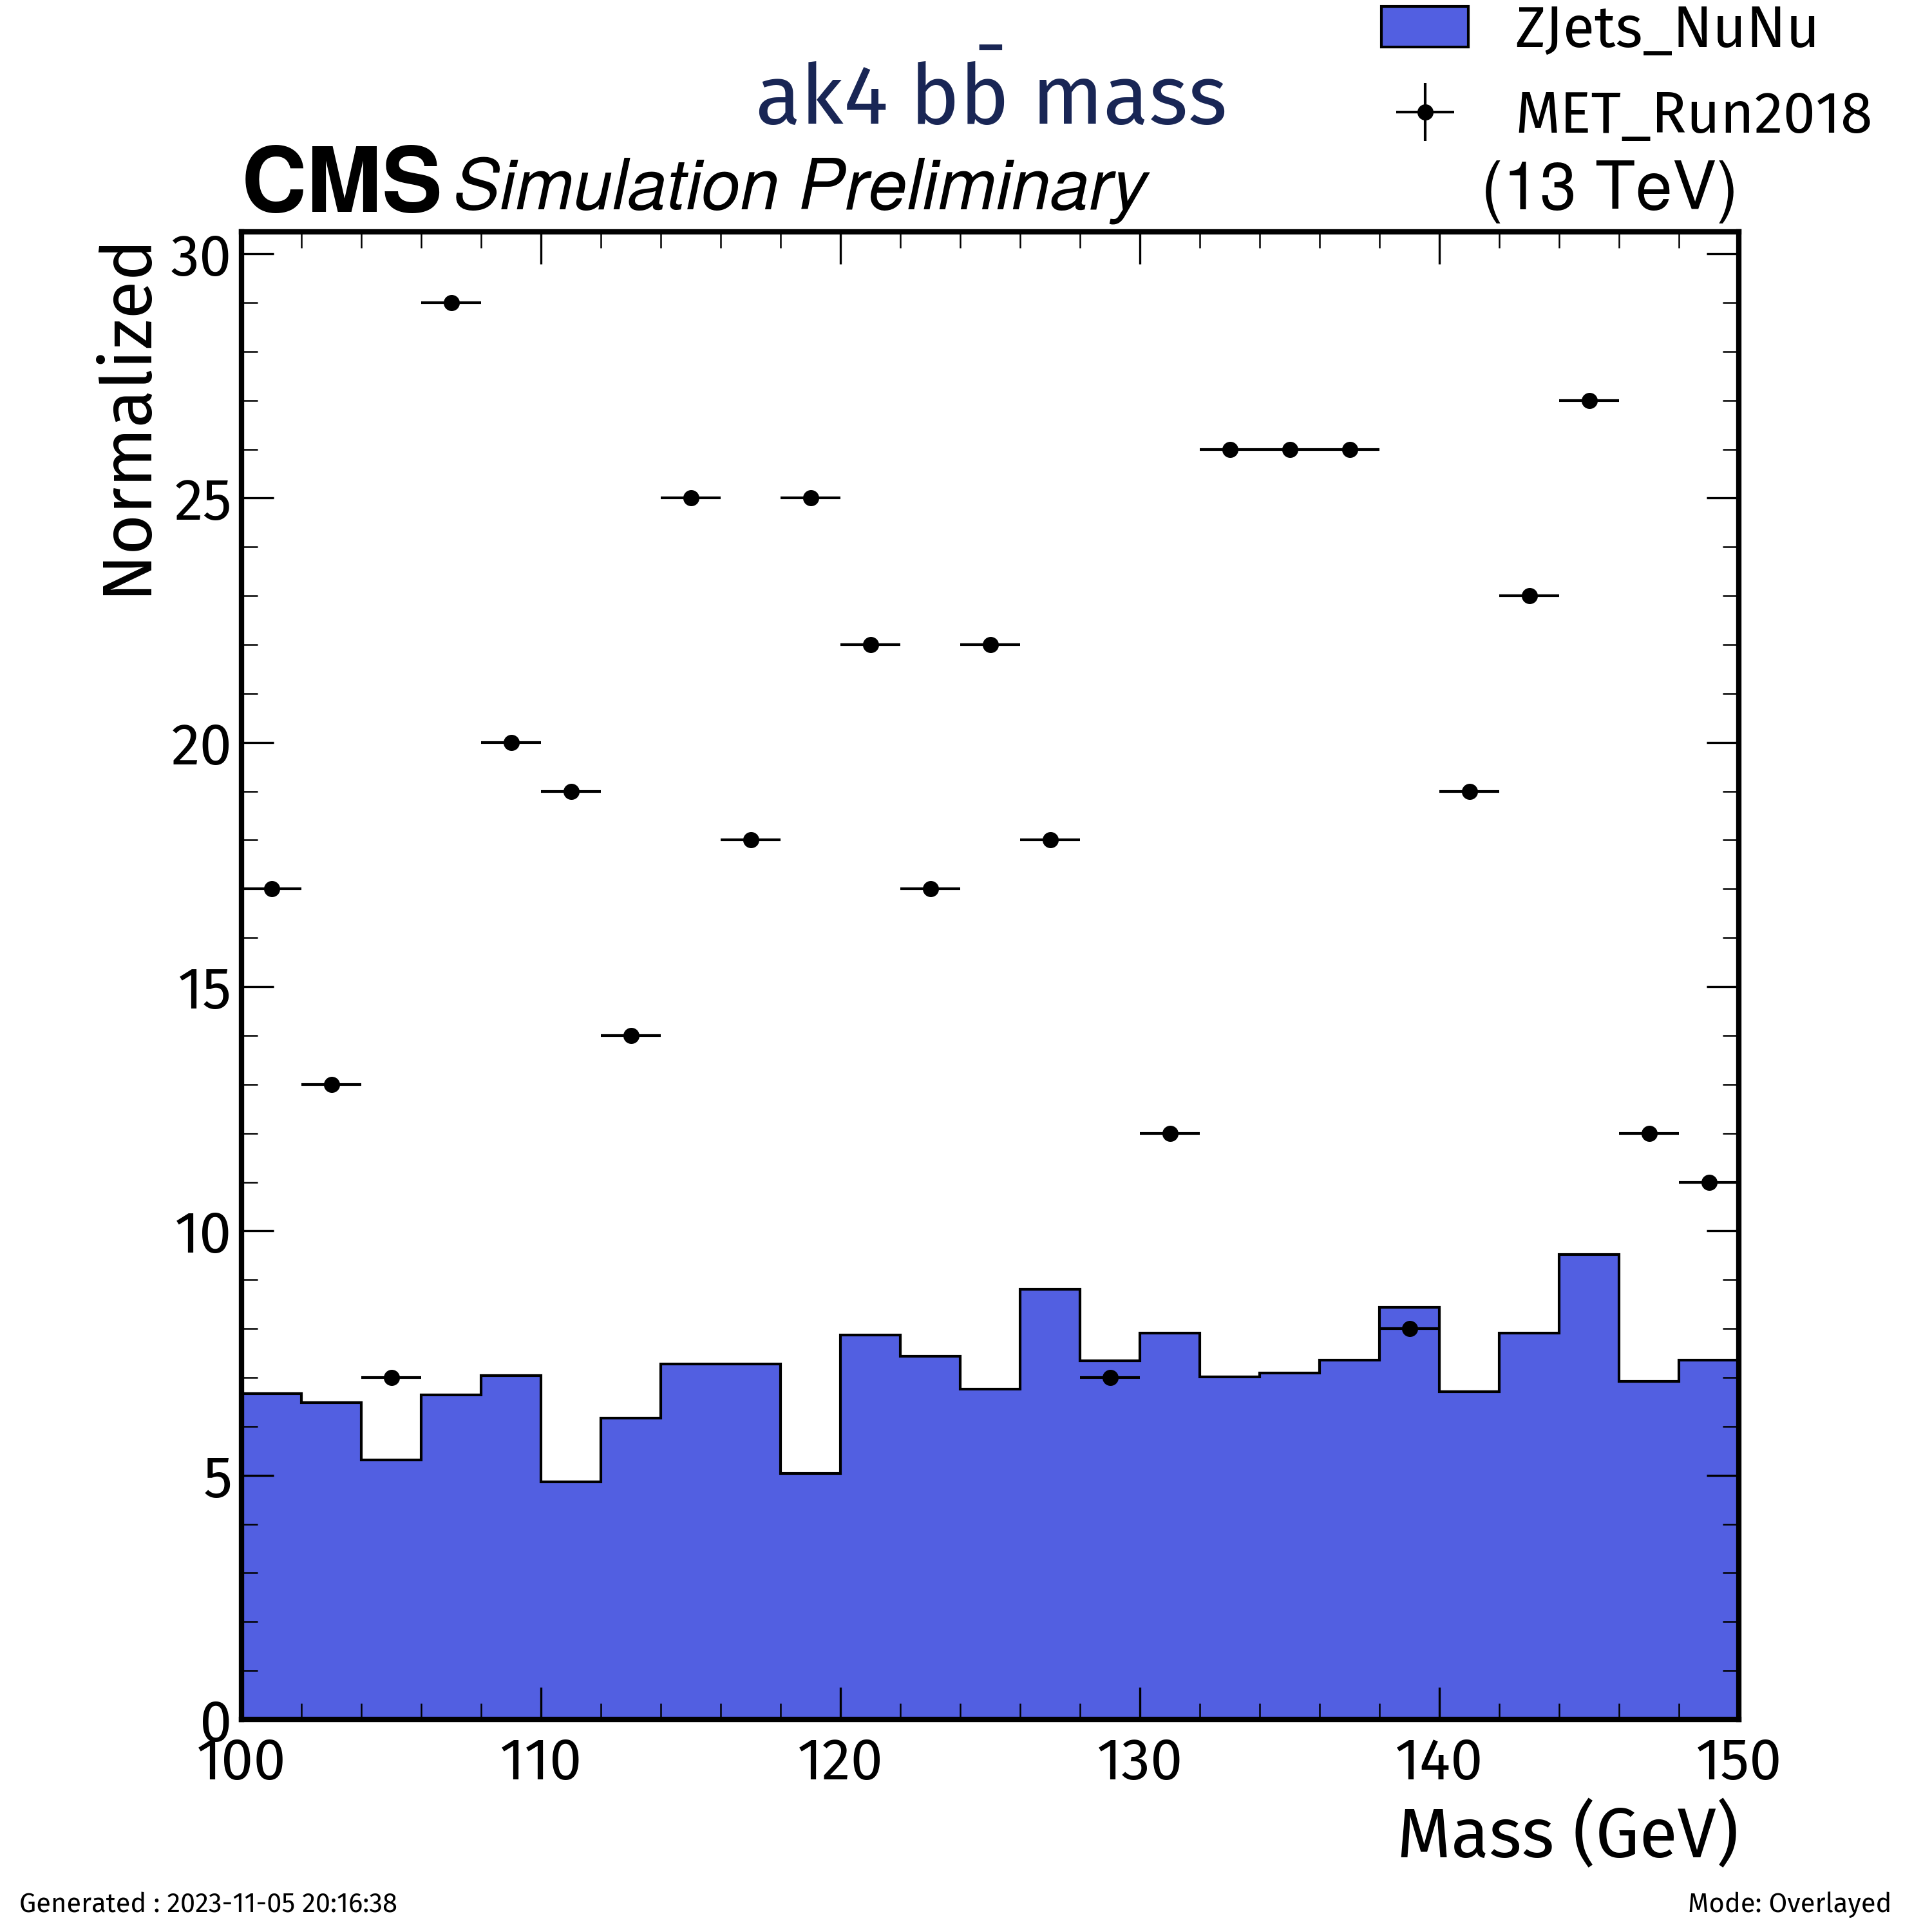 ZJets_NuNu
MET_Run2018
ak4 bb̄ mass
CMS Simulation Preliminary (13 TeV)
Normalized
30
25
20
15
10
5
0
100 110 120 130 140 150
Mass (GeV)
Generated : 2023-11-05 20:16:38
Mode: Overlayed